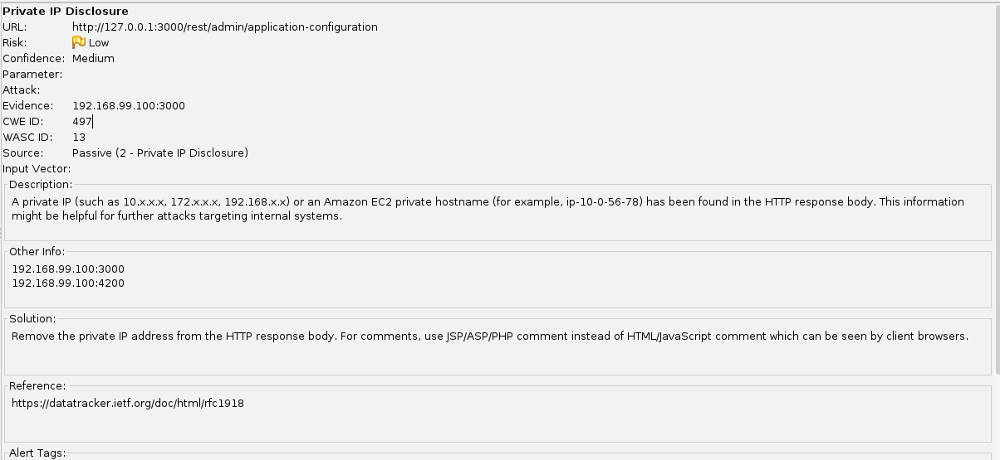 Private IP Disclosure
URL: http://127.0.0.1:3000/rest/admin/application-configuration
Risk: Low
Confidence: Medium
Parameter:
Attack:
Evidence: 192.168.99.100:3000
CWE ID: 497
WASC ID: 13
Source: Passive (2 - Private IP Disclosure)
Input Vector:
Description:
A private IP (such as 10.x.x.x, 172.x.x.x, 192.168.x.x) or an Amazon EC2 private hostname (for example, ip-10-0-56-78) has been found in the HTTP response body. This information
might be helpful for further attacks targeting internal systems.
Other Info:
192.168.99.100:3000
192.168.99.100:4200
Solution:
Remove the private IP address from the HTTP response body. For comments, use JSP/ASP/PHP comment instead of HTML/JavaScript comment which can be seen by client browsers.
Reference:
https://datatracker.ietf.org/doc/html/rfc1918
Alert Tags: